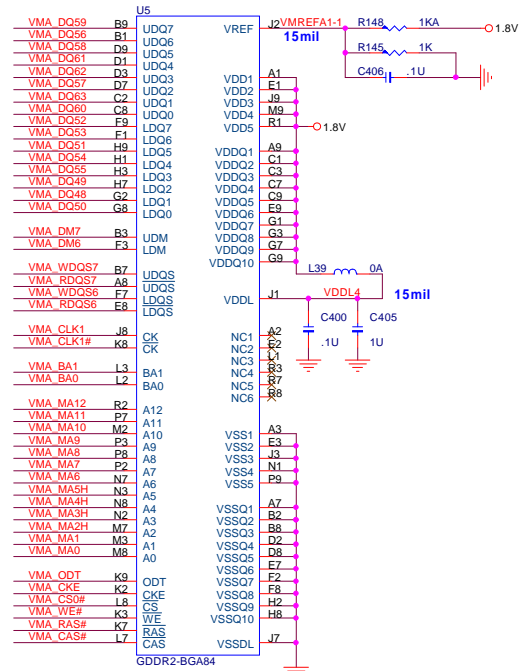 U5
VMA_DQ59 B9 UDQ7 VREF J2 VMREFA1-1 R148 1KA 1.8V
VMA_DQ56 B1 UDQ6 15mil
VMA_DQ58 D9 UDQ5 R145 1K
VMA_DQ61 D1 UDQ4 C406 .1U
VMA_DQ62 D3 UDQ3 VDD1 A1
VMA_DQ57 D7 UDQ2 VDD2 E1
VMA_DQ63 C2 UDQ1 VDD3 J9
VMA_DQ60 C8 UDQ0 VDD4 M9
VMA_DQ52 F9 LDQ7 VDD5 R1 1.8V
VMA_DQ53 F1 LDQ6
VMA_DQ51 H9 LDQ5 VDDQ1 A9
VMA_DQ54 H1 LDQ4 VDDQ2 C1
VMA_DQ55 H3 LDQ3 VDDQ3 C3
VMA_DQ49 H7 LDQ2 VDDQ4 C7
VMA_DQ48 G2 LDQ1 VDDQ5 C9
VMA_DQ50 G8 LDQ0 VDDQ6 E9
VDDQ7 G1
VMA_DM7 B3 UDM VDDQ8 G3
VMA_DM6 F3 LDM VDDQ9 G7
VDDQ10 G9
VMA_WDQS7 B7 UDQS L39 0A
VMA_RDQS7 A8 UDQS
VMA_WDQS6 F7 LDQS VDDL J1 VDDL4 15mil
VMA_RDQS6 E8 LDQS
C400 C405
VMA_CLK1 J8 CK NC1 A2 .1U 1U
VMA_CLK1# K8 CK NC2 E2
NC3 L1
VMA_BA1 L3 BA1 NC4 R3
VMA_BA0 L2 BA0 NC5 R7
NC6 R8
VMA_MA12 R2 A12
VMA_MA11 P7 A11
VMA_MA10 M2 A10 VSS1 A3
VMA_MA9 P3 A9 VSS2 E3
VMA_MA8 P8 A8 VSS3 J3
VMA_MA7 P2 A7 VSS4 N1
VMA_MA6 N7 A6 VSS5 P9
VMA_MA5H N3 A5
VMA_MA4H N8 A4 VSSQ1 A7
VMA_MA3H N2 A3 VSSQ2 B2
VMA_MA2H M7 A2 VSSQ3 B8
VMA_MA1 M3 A1 VSSQ4 D2
VMA_MA0 M8 A0 VSSQ5 D8
VSSQ6 E7
VMA_ODT K9 ODT VSSQ7 F2
VMA_CKE K2 CKE VSSQ8 F8
VMA_CS0# L8 CS VSSQ9 H2
VMA_WE# K3 WE VSSQ10 H8
VMA_RAS# K7 RAS
VMA_CAS# L7 CAS VSSDL J7
GDDR2-BGA84